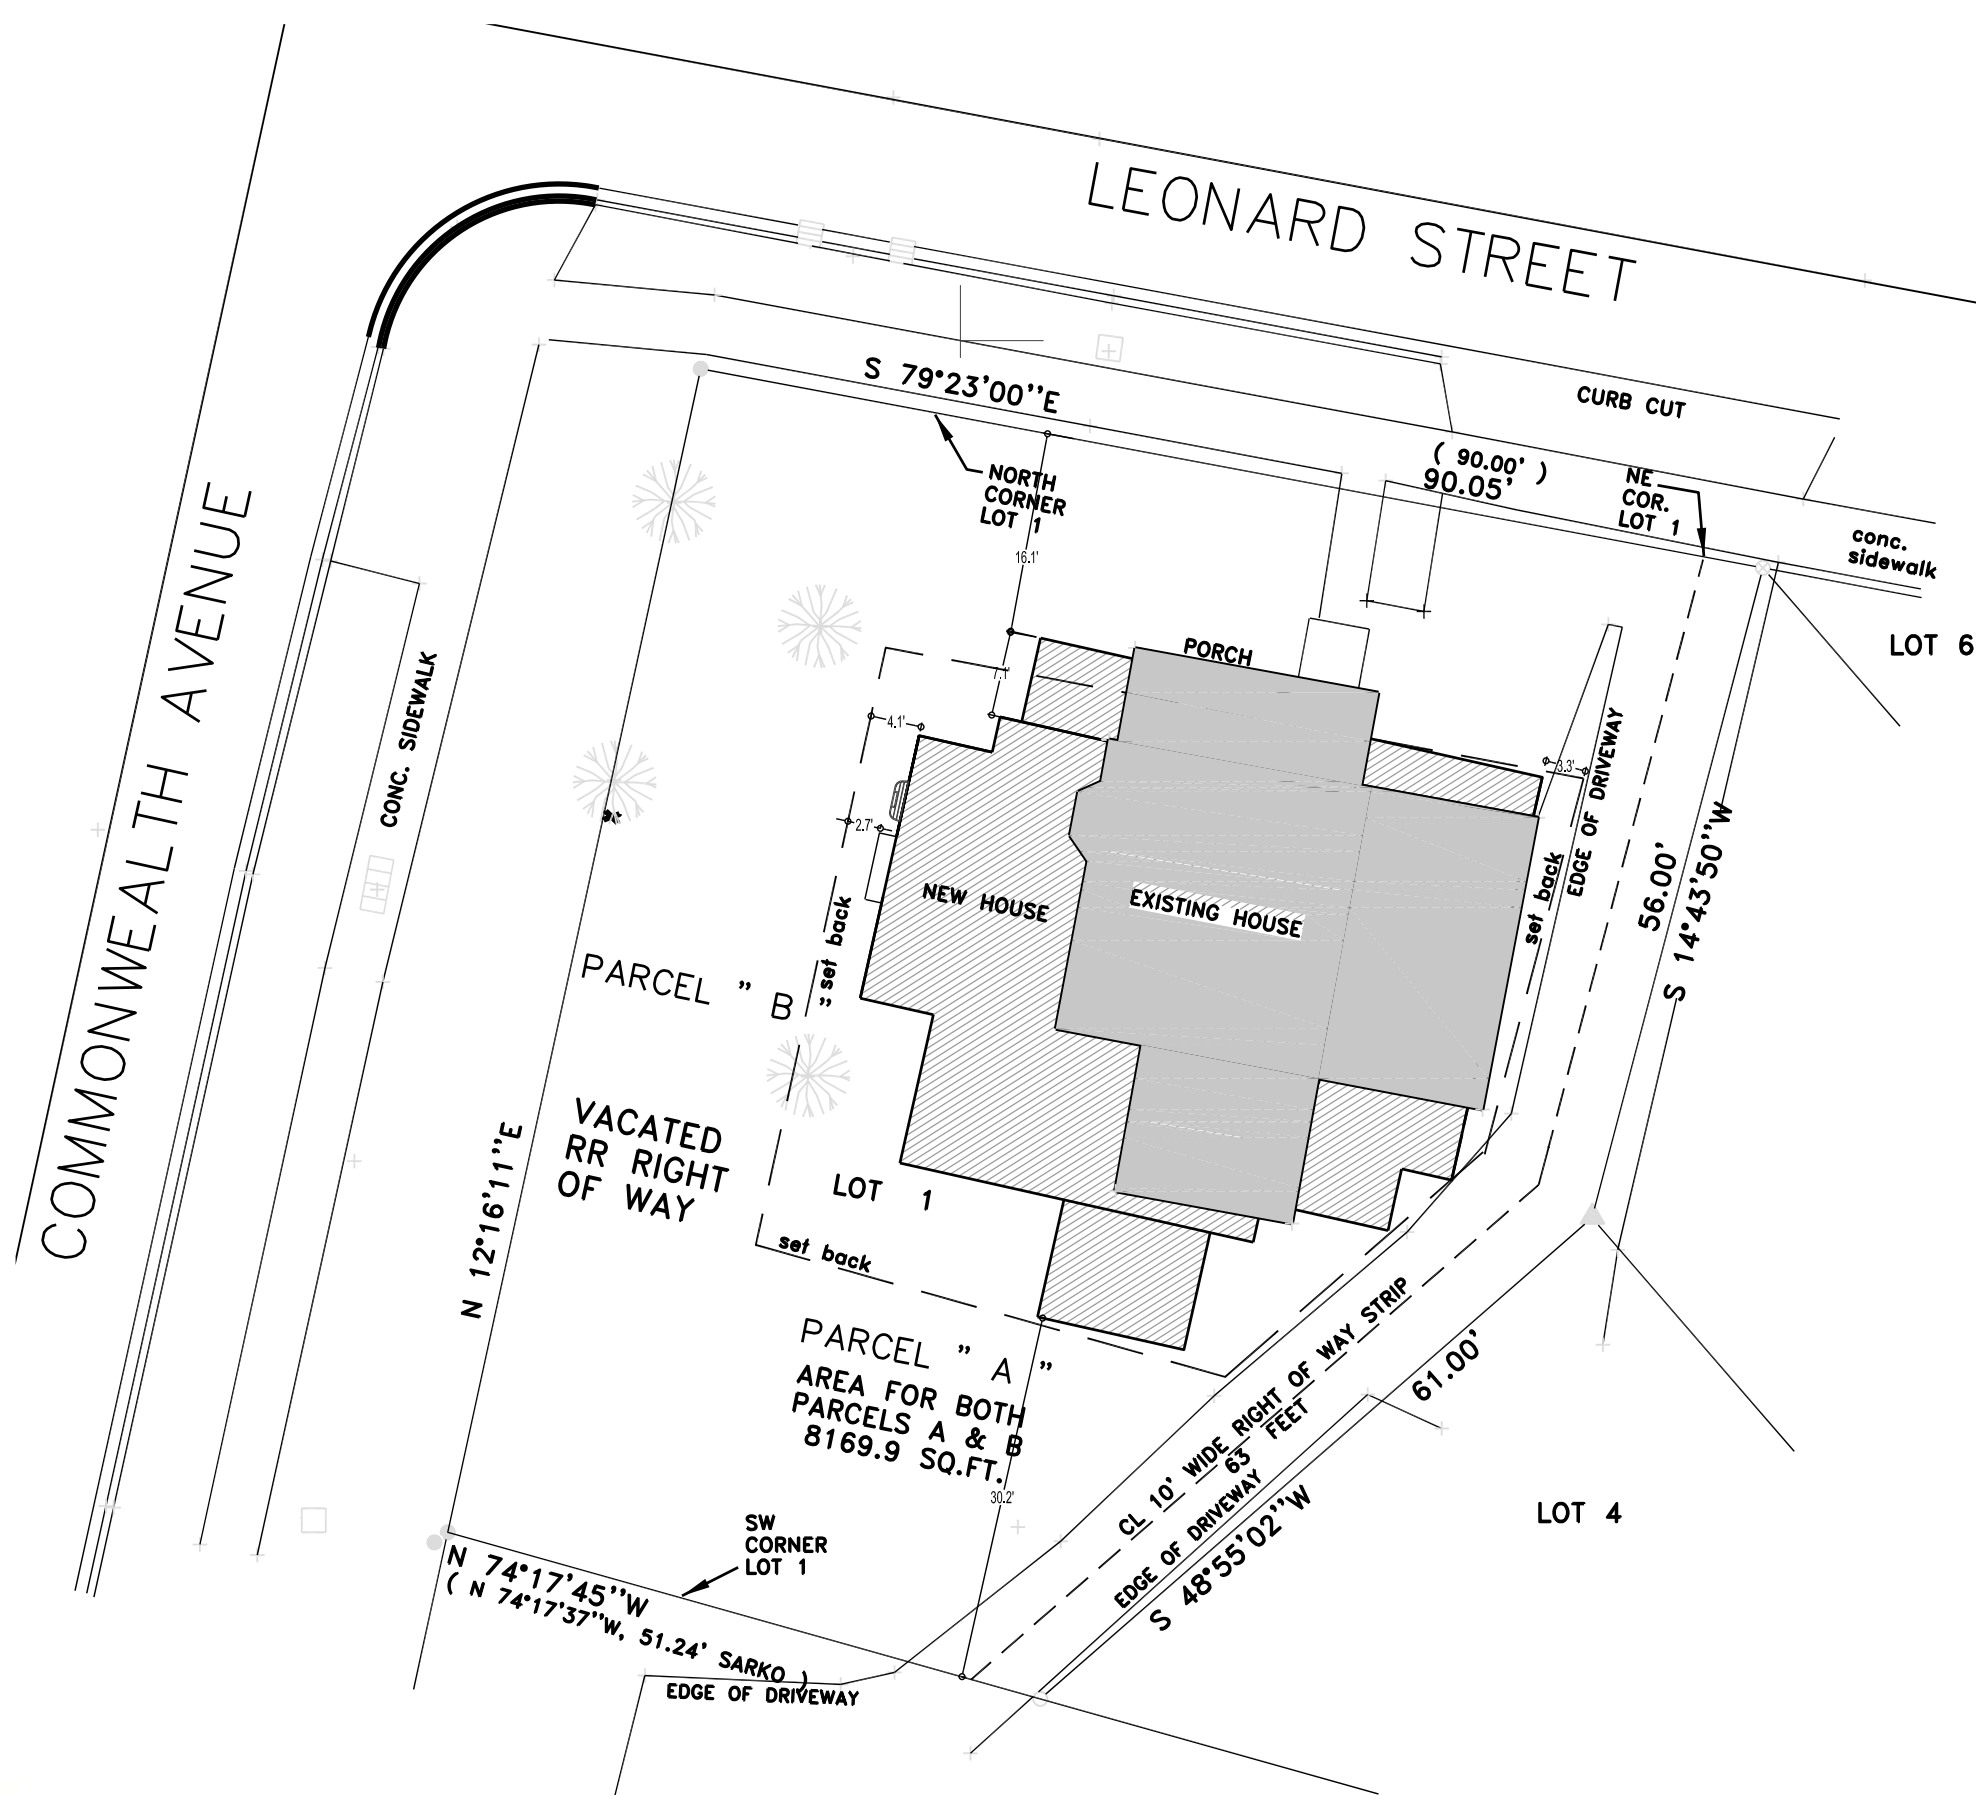 LEONARD STREET
COMMONWEALTH AVENUE
S 79°23'00''E
CURB CUT
( 90.00' )
90.05'
NORTH
CORNER
LOT 1
NE
COR.
LOT 1
conc.
sidewalk
LOT 6
16.1'
PORCH
7.1'
4.1'
3.3'
CONC. SIDEWALK
2.7'
EDGE OF DRIVEWAY
set back
56.00'
S 14°43'50''W
NEW HOUSE
EXISTING HOUSE
set back
PARCEL " B "
VACATED
RR RIGHT
OF WAY
N 12°16'11''E
LOT 1
set back
PARCEL " A "
AREA FOR BOTH
PARCELS A & B
8169.9 SQ.FT.
30.2'
CL 10' WIDE RIGHT OF WAY STRIP
63 FEET
EDGE OF DRIVEWAY
61.00'
S 48°55'02''W
LOT 4
SW
CORNER
LOT 1
N 74°17'45''W
( N 74°17'37''W, 51.24' SARKO )
EDGE OF DRIVEWAY